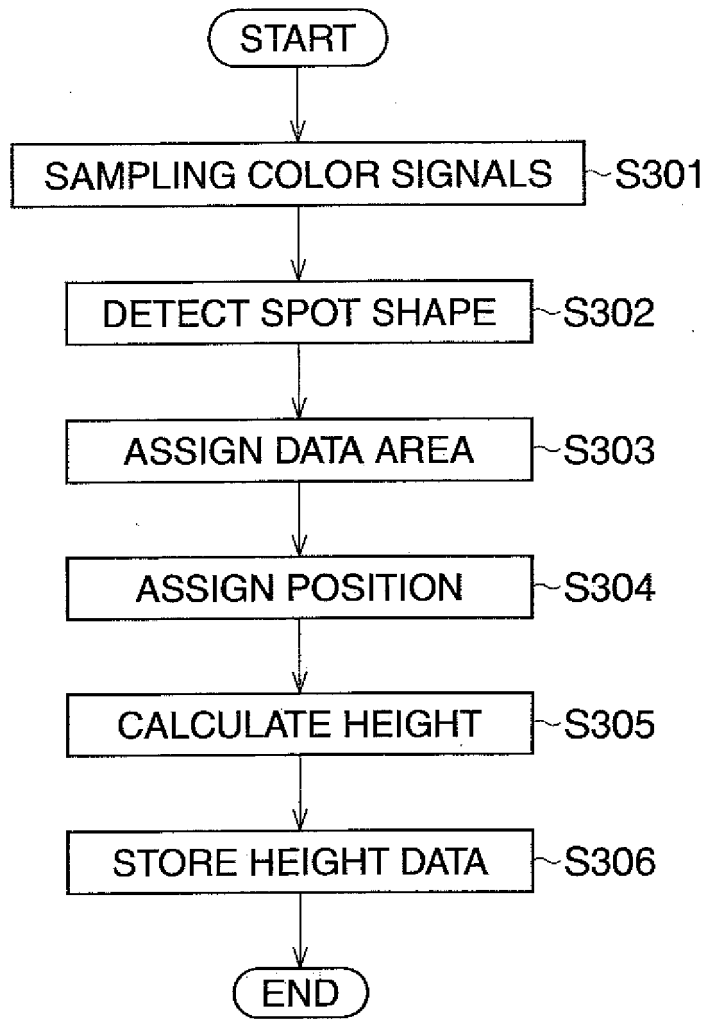 START
SAMPLING COLOR SIGNALS S301
DETECT SPOT SHAPE S302
ASSIGN DATA AREA S303
ASSIGN POSITION S304
CALCULATE HEIGHT S305
STORE HEIGHT DATA S306
END